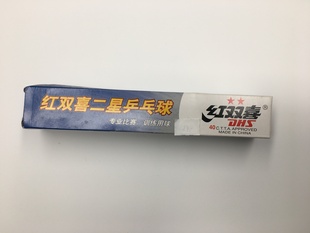 红双喜二星乒乓球
专业比赛 训练用球
红双喜®
DHS
40 C.T.T.A. APPROVED
MADE IN CHINA